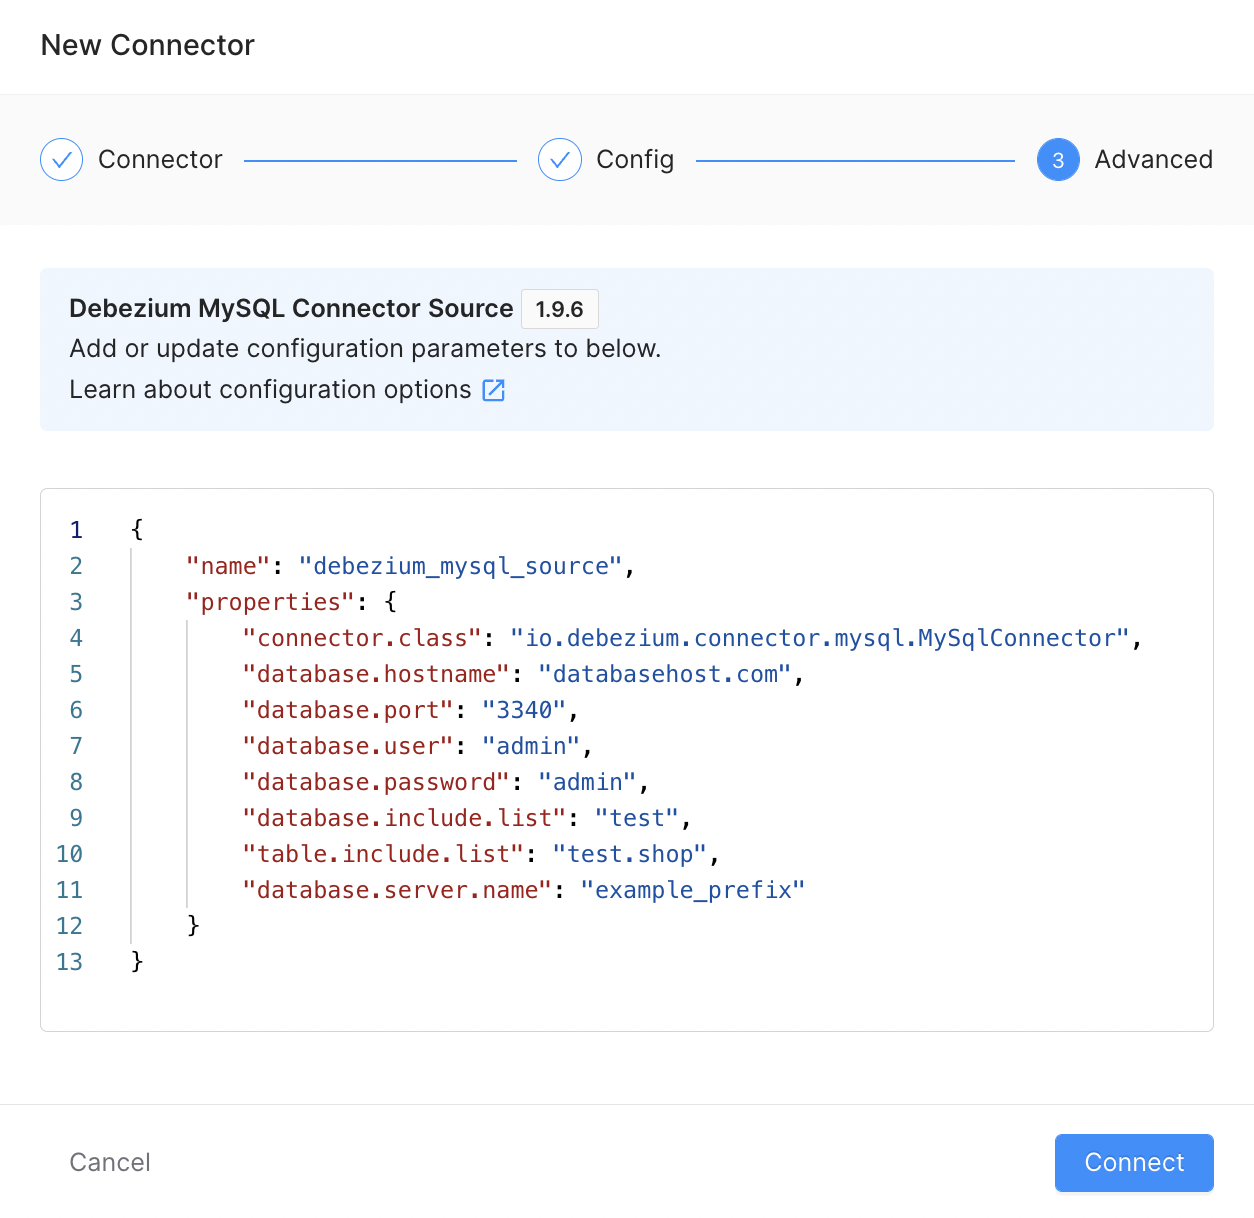 New Connector
Connector
Config
3 Advanced
Debezium MySQL Connector Source 1.9.6
Add or update configuration parameters to below.
Learn about configuration options
1 {
2     "name": "debezium_mysql_source",
3     "properties": {
4         "connector.class": "io.debezium.connector.mysql.MySqlConnector",
5         "database.hostname": "databasehost.com",
6         "database.port": "3340",
7         "database.user": "admin",
8         "database.password": "admin",
9         "database.include.list": "test",
10         "table.include.list": "test.shop",
11         "database.server.name": "example_prefix"
12     }
13 }
Cancel
Connect